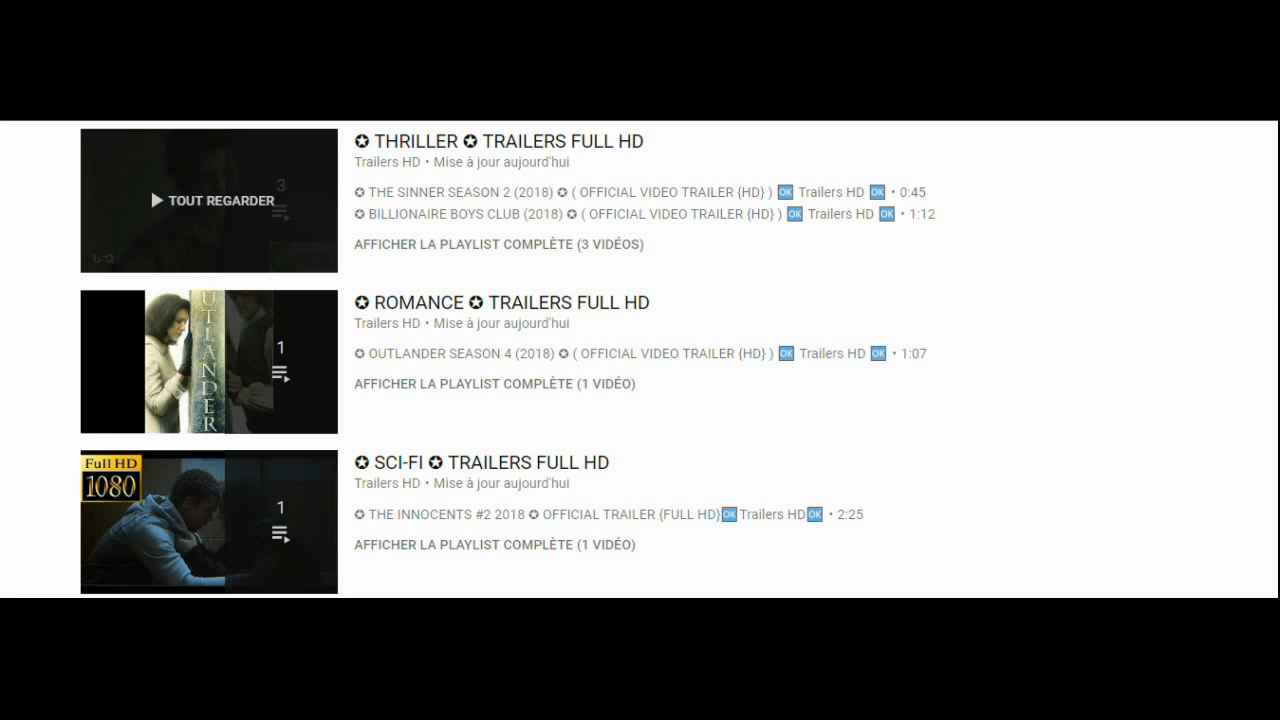 ✪ THRILLER ✪ TRAILERS FULL HD
Trailers HD • Mise à jour aujourd'hui
3
▶ TOUT REGARDER
usa
✪ THE SINNER SEASON 2 (2018) ✪ ( OFFICIAL VIDEO TRAILER {HD} ) 🆗 Trailers HD 🆗 • 0:45
✪ BILLIONAIRE BOYS CLUB (2018) ✪ ( OFFICIAL VIDEO TRAILER {HD} ) 🆗 Trailers HD 🆗 • 1:12
AFFICHER LA PLAYLIST COMPLÈTE (3 VIDÉOS)
✪ ROMANCE ✪ TRAILERS FULL HD
Trailers HD • Mise à jour aujourd'hui
UTLANDER
1
✪ OUTLANDER SEASON 4 (2018) ✪ ( OFFICIAL VIDEO TRAILER {HD} ) 🆗 Trailers HD 🆗 • 1:07
AFFICHER LA PLAYLIST COMPLÈTE (1 VIDÉO)
✪ SCI-FI ✪ TRAILERS FULL HD
Trailers HD • Mise à jour aujourd'hui
Full HD
1080
1
✪ THE INNOCENTS #2 2018 ✪ OFFICIAL TRAILER {FULL HD}🆗Trailers HD🆗 • 2:25
AFFICHER LA PLAYLIST COMPLÈTE (1 VIDÉO)